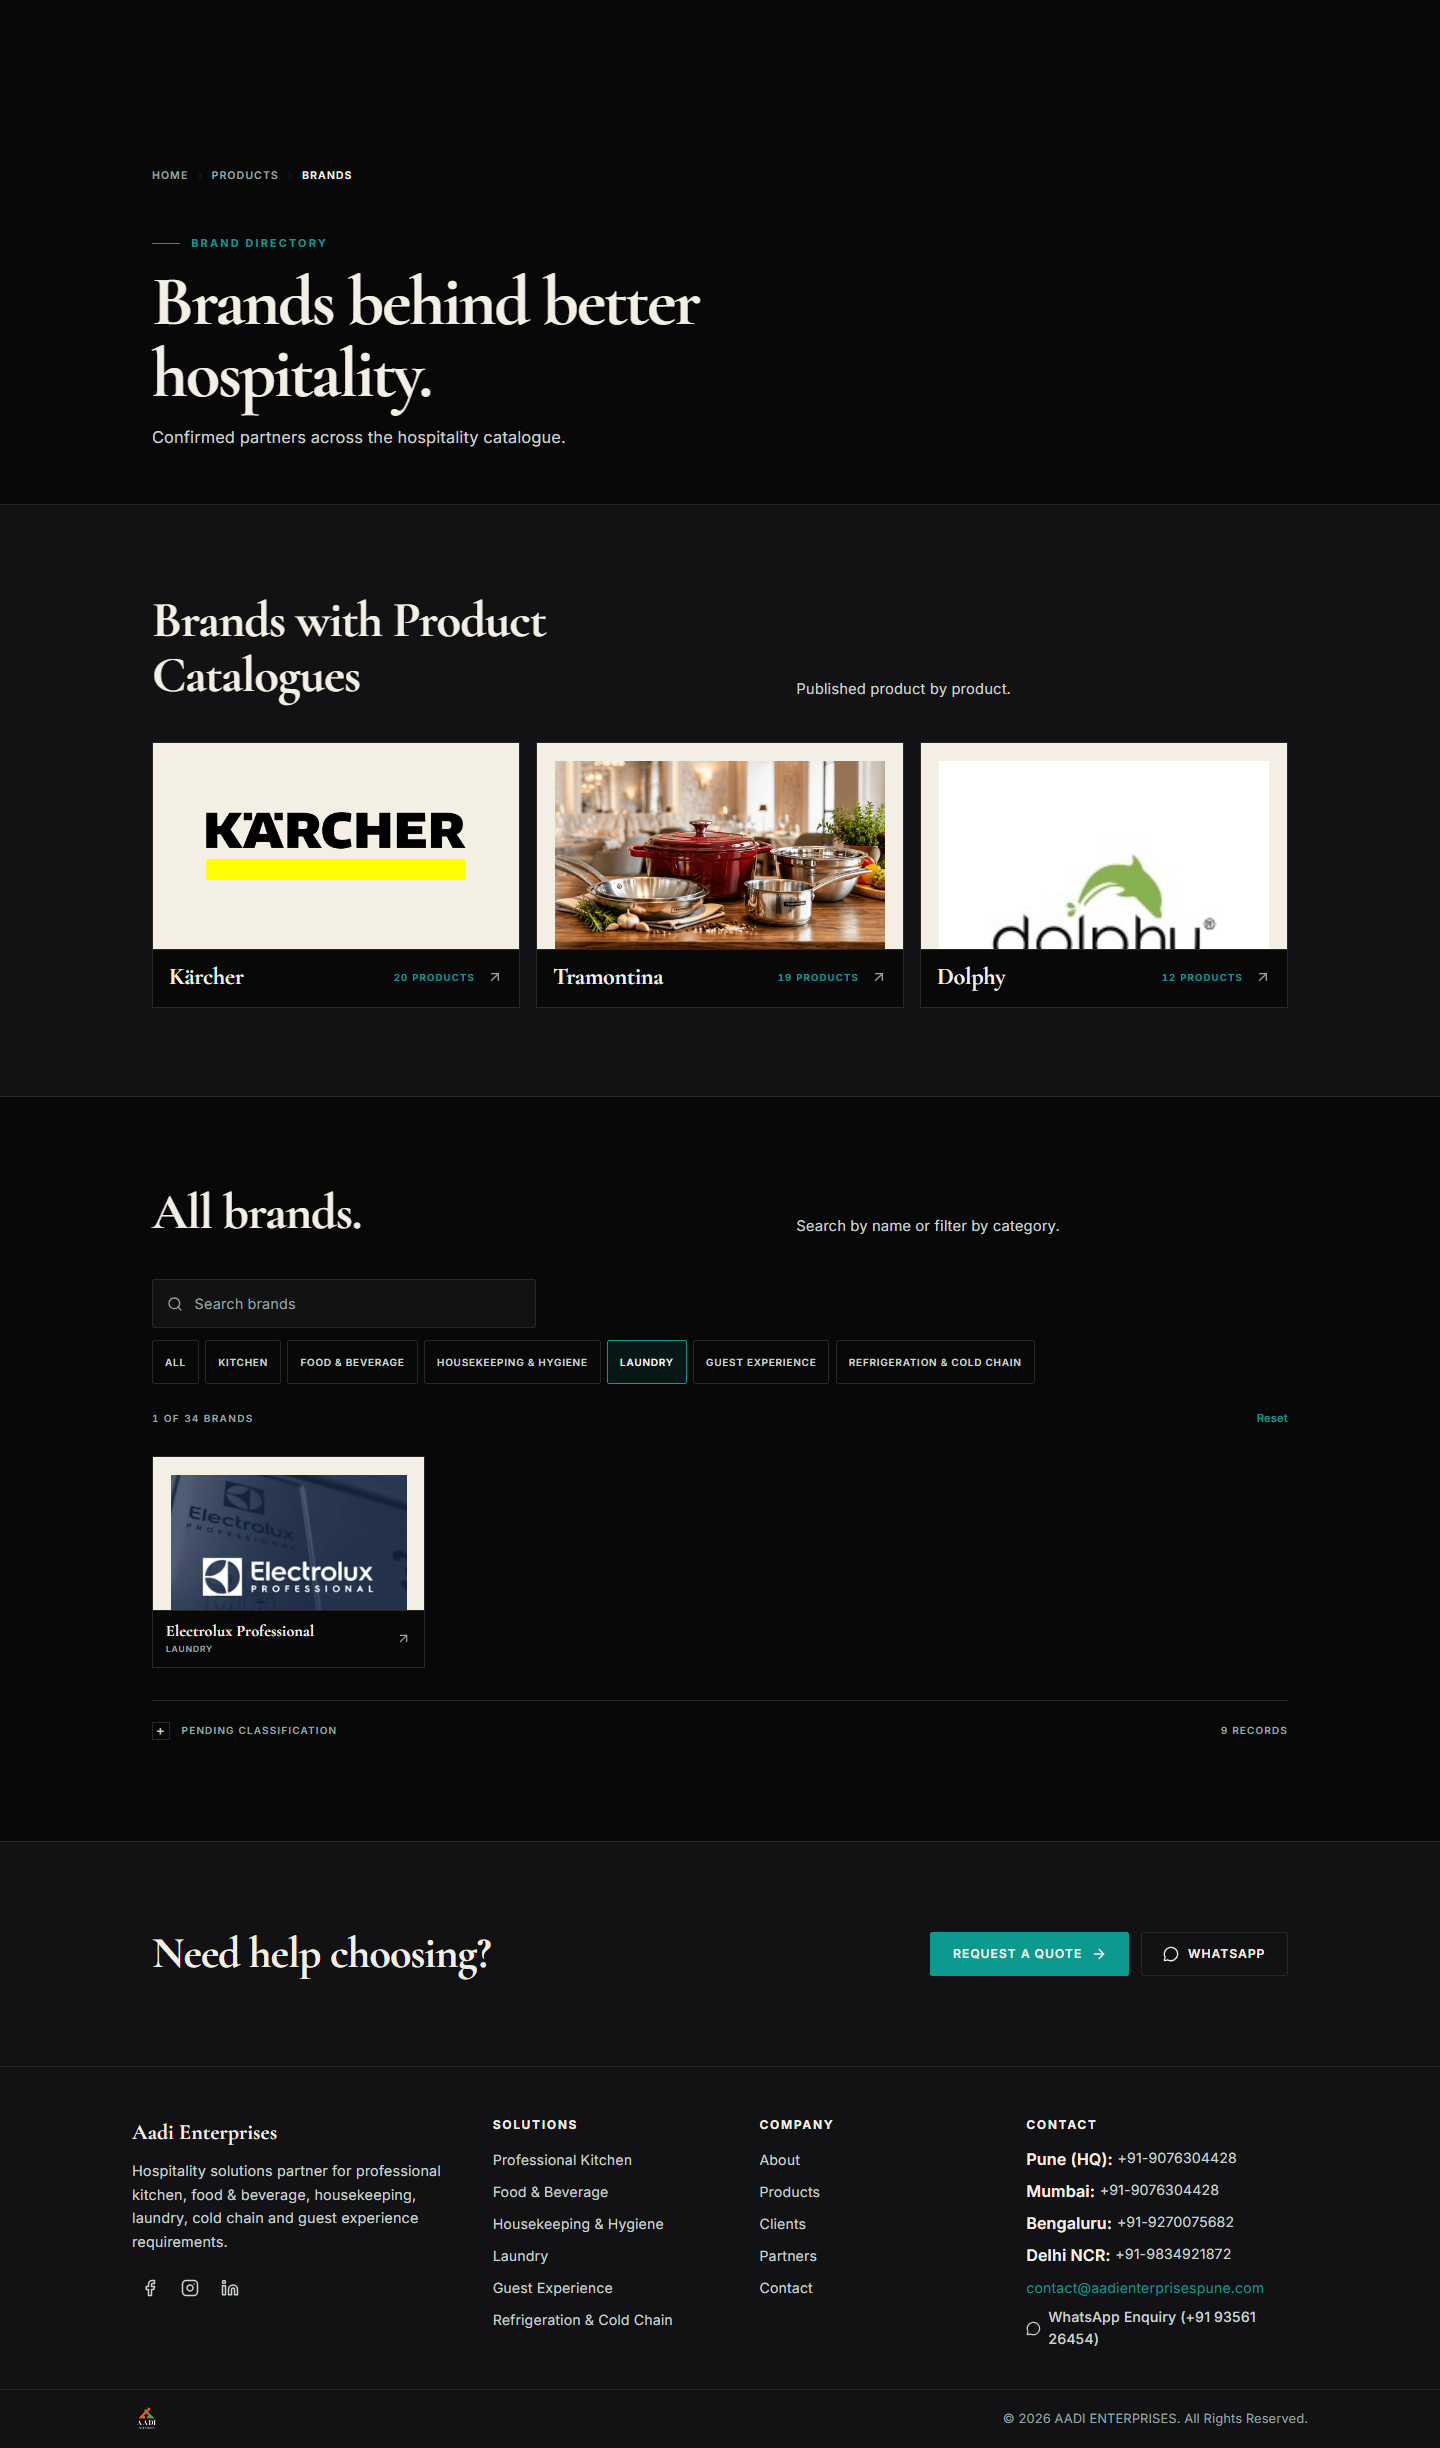 HOME > PRODUCTS > BRANDS
BRAND DIRECTORY
Brands behind better
hospitality.
Confirmed partners across the hospitality catalogue.
Brands with Product
Catalogues
Published product by product.
KÄRCHER
dolphy ®
Kärcher
20 PRODUCTS
Tramontina
19 PRODUCTS
Dolphy
12 PRODUCTS
All brands.
Search by name or filter by category.
Search brands
ALL
KITCHEN
FOOD & BEVERAGE
HOUSEKEEPING & HYGIENE
LAUNDRY
GUEST EXPERIENCE
REFRIGERATION & COLD CHAIN
1 OF 34 BRANDS
Reset
Electrolux
PROFESSIONAL
Electrolux
PROFESSIONAL
Electrolux Professional
LAUNDRY
+ PENDING CLASSIFICATION
9 RECORDS
Need help choosing?
REQUEST A QUOTE →
WHATSAPP
Aadi Enterprises
Hospitality solutions partner for professional
kitchen, food & beverage, housekeeping,
laundry, cold chain and guest experience
requirements.
SOLUTIONS
Professional Kitchen
Food & Beverage
Housekeeping & Hygiene
Laundry
Guest Experience
Refrigeration & Cold Chain
COMPANY
About
Products
Clients
Partners
Contact
CONTACT
Pune (HQ): +91-9076304428
Mumbai: +91-9076304428
Bengaluru: +91-9270075682
Delhi NCR: +91-9834921872
contact@aadienterprisespune.com
WhatsApp Enquiry (+91 93561
26454)
AADI
© 2026 AADI ENTERPRISES. All Rights Reserved.